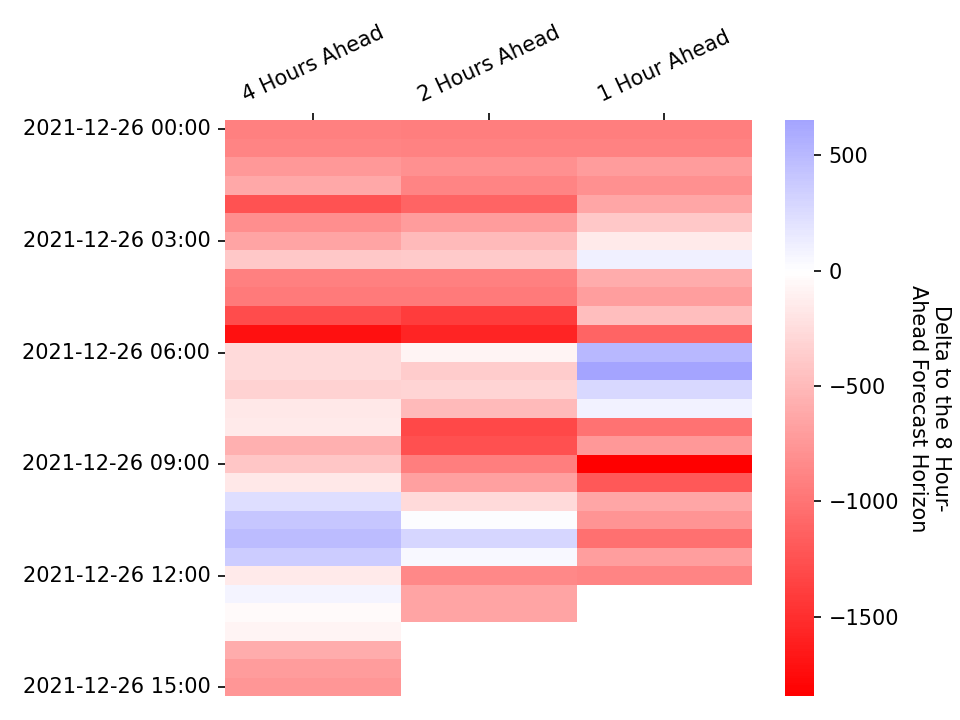 4 Hours Ahead
2 Hours Ahead
1 Hour Ahead
2021-12-26 00:00
2021-12-26 03:00
2021-12-26 06:00
2021-12-26 09:00
2021-12-26 12:00
2021-12-26 15:00
500
0
−500
−1000
−1500
Delta to the 8 Hour-
Ahead Forecast Horizon